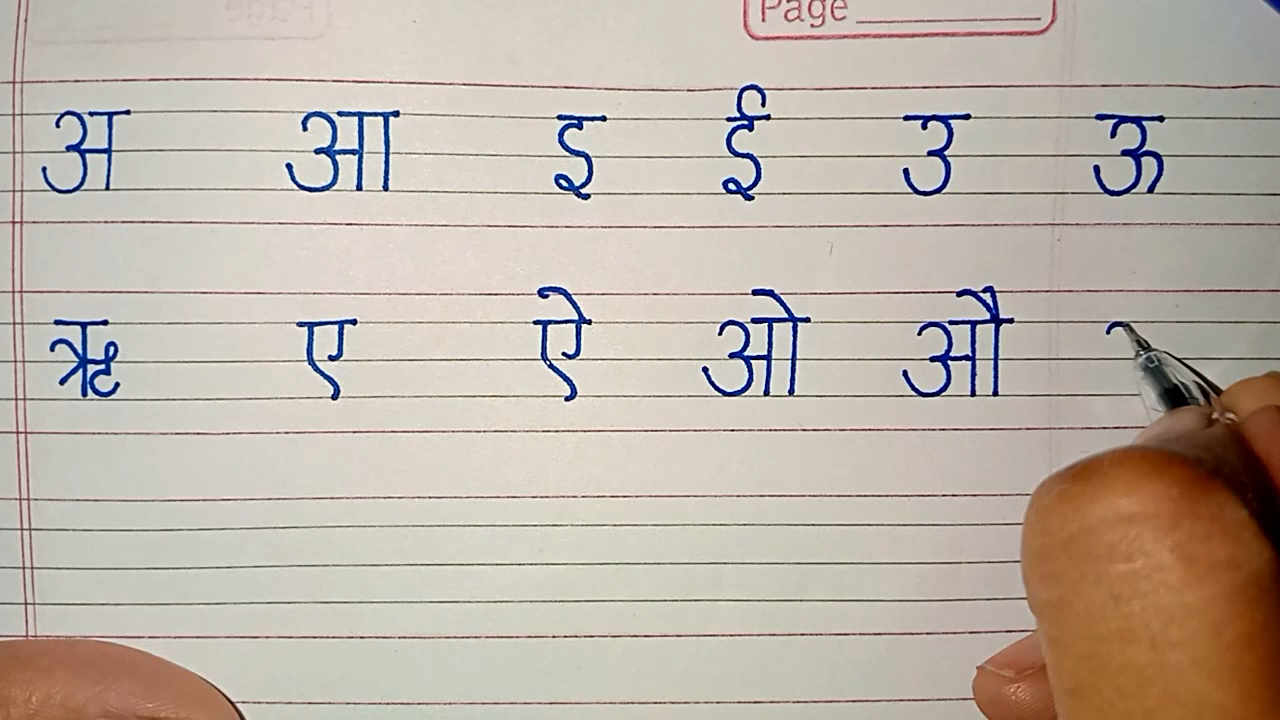 Page
अ आ इ ई उ ऊ
ऋ ए ऐ ओ औ